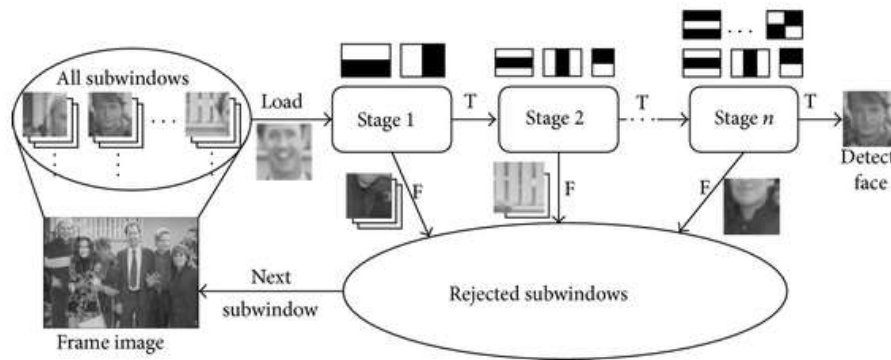 All subwindows
...
Load
Stage 1
T
Stage 2
T
...
Stage n
T
Detect
face
F
F
F
Rejected subwindows
Next
subwindow
Frame image